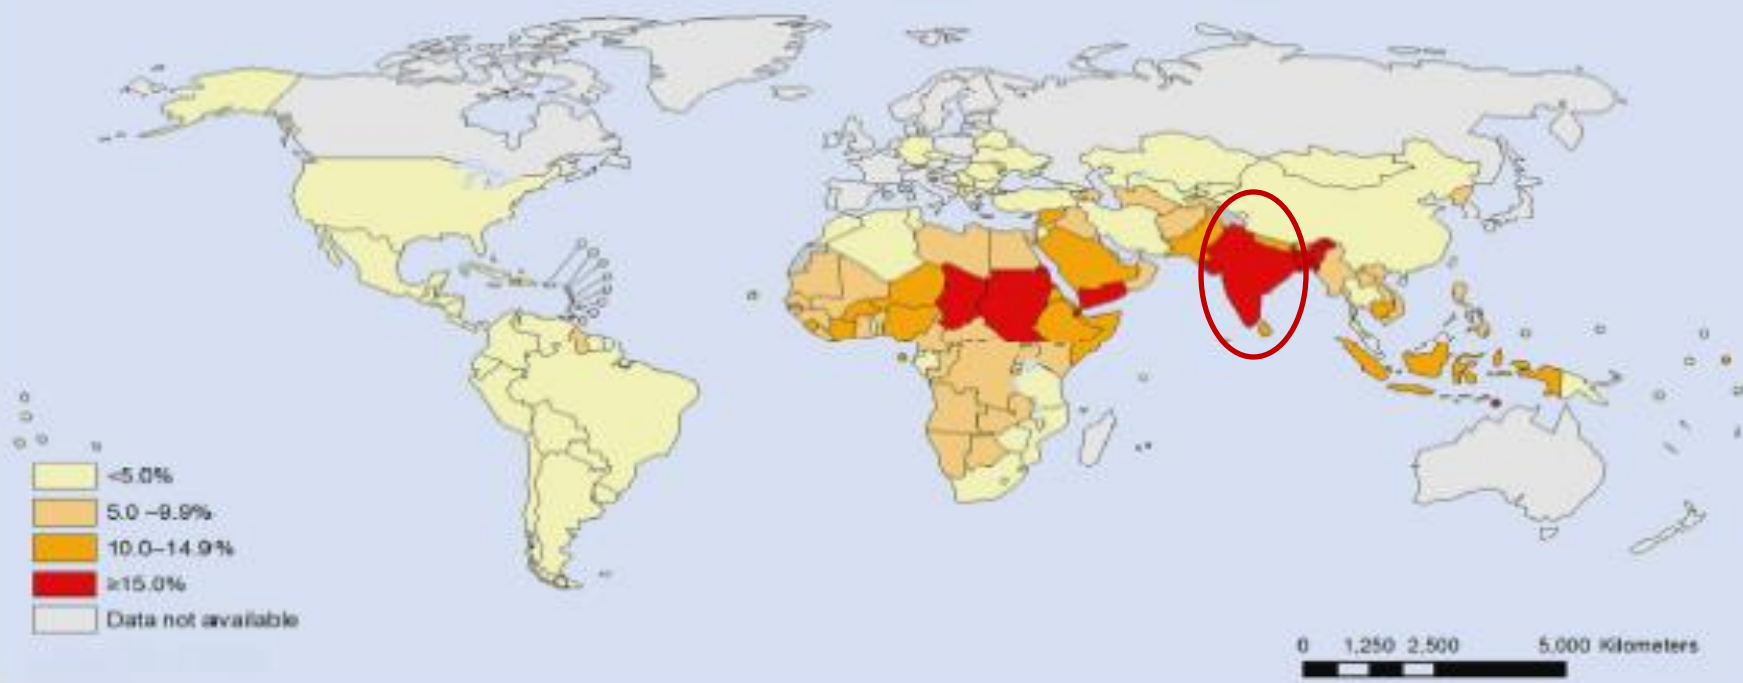 <5.0%
5.0 –9.9%
10.0–14.9%
≥15.0%
Data not available
0 1,250 2,500 5,000 Kilometers